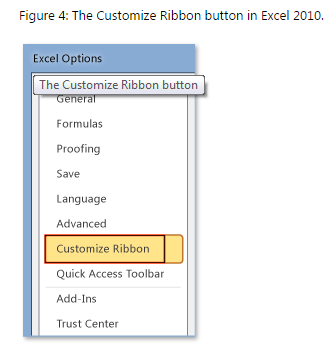 Figure 4: The Customize Ribbon button in Excel 2010.
Excel Options
The Customize Ribbon button
General
Formulas
Proofing
Save
Language
Advanced
Customize Ribbon
Quick Access Toolbar
Add-Ins
Trust Center